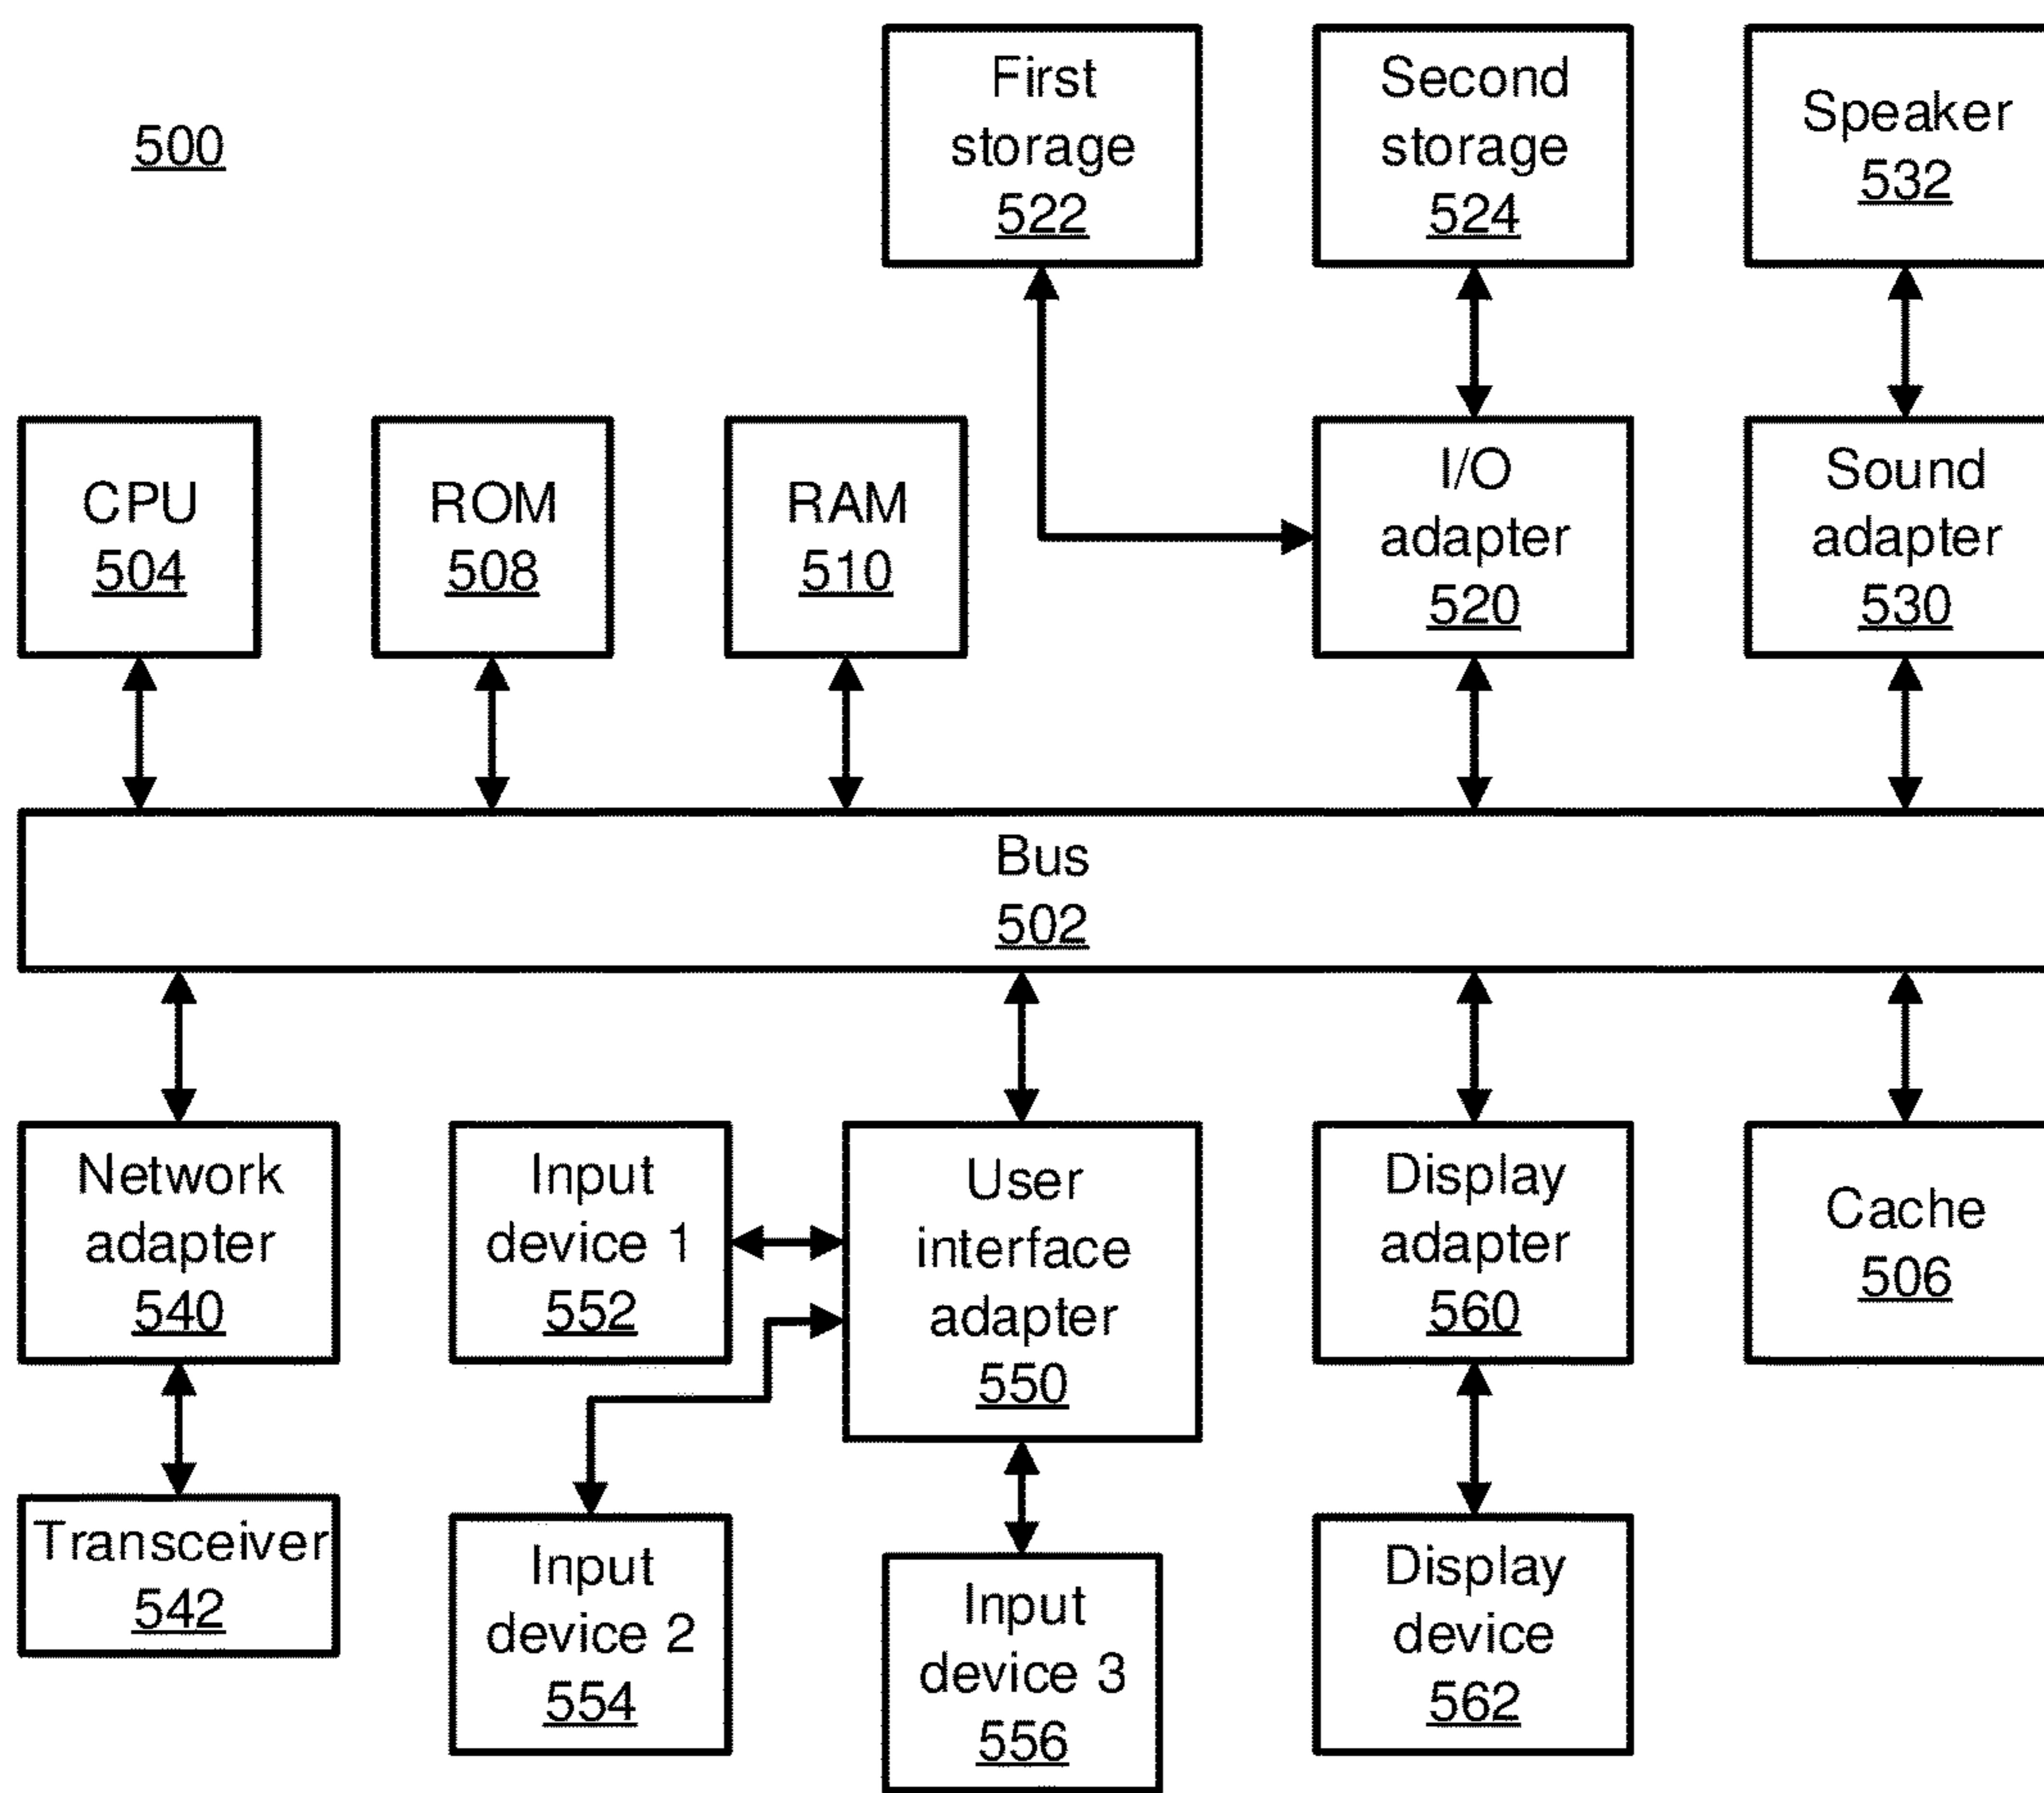 500
First
storage
522
Second
storage
524
Speaker
532
CPU
504
ROM
508
RAM
510
I/O
adapter
520
Sound
adapter
530
Bus
502
Network
adapter
540
Input
device 1
552
User
interface
adapter
550
Display
adapter
560
Cache
506
Transceiver
542
Input
device 2
554
Input
device 3
556
Display
device
562